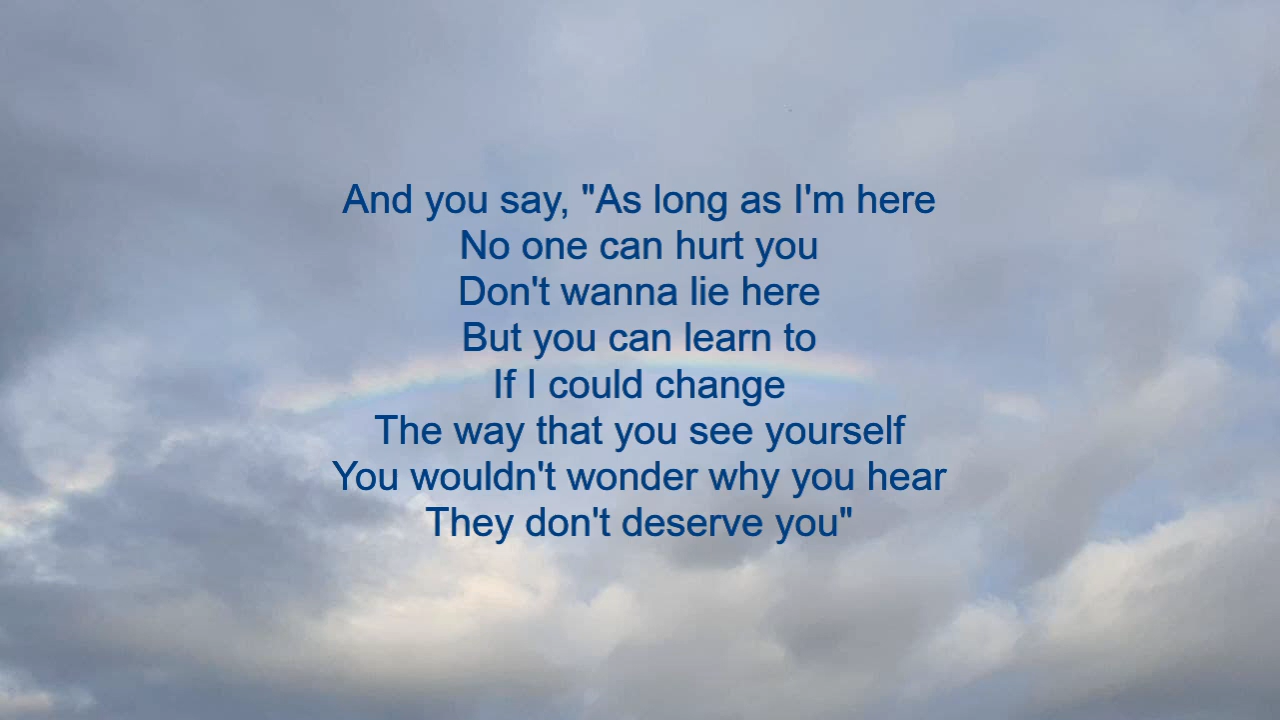 And you say, "As long as I'm here
No one can hurt you
Don't wanna lie here
But you can learn to
If I could change
The way that you see yourself
You wouldn't wonder why you hear
They don't deserve you"